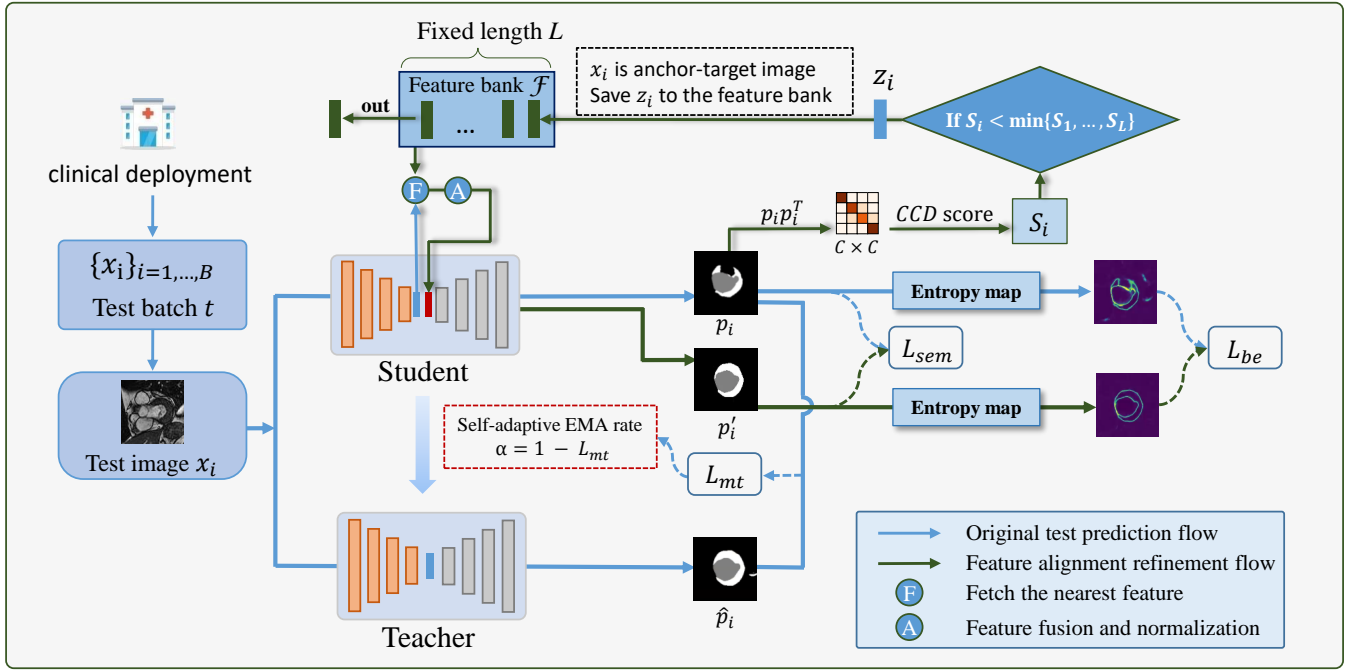 Fixed length L
Feature bank ℱ
...
out
x_i is anchor-target image
Save z_i to the feature bank
z_i
If S_i < min{S_1, … , S_L}
clinical deployment
F
A
p_i p_i^T
C × C
CCD score
S_i
{x_i}_{i=1,…,B}
Test batch t
Student
p_i
Entropy map
L_sem
L_be
p_i′
Entropy map
Test image x_i
Self-adaptive EMA rate
α = 1 − L_mt
L_mt
Teacher
p̂_i
Original test prediction flow
Feature alignment refinement flow
F Fetch the nearest feature
A Feature fusion and normalization